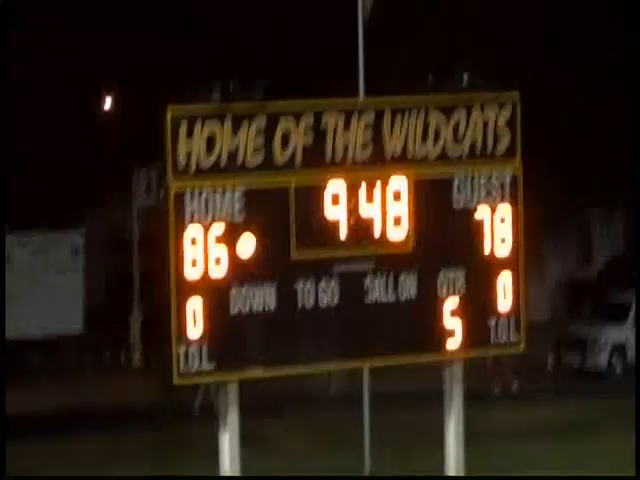 HOME OF THE WILDCATS
HOME 9 48 GUEST
86 78
DOWN TO GO BALL ON QTR
0 5 0
T.O.L. T.O.L.